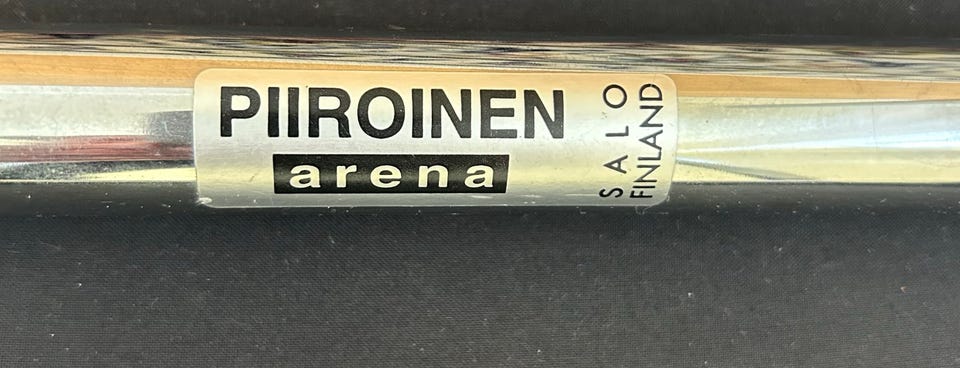 PIIROINEN
arena
SALO
FINLAND